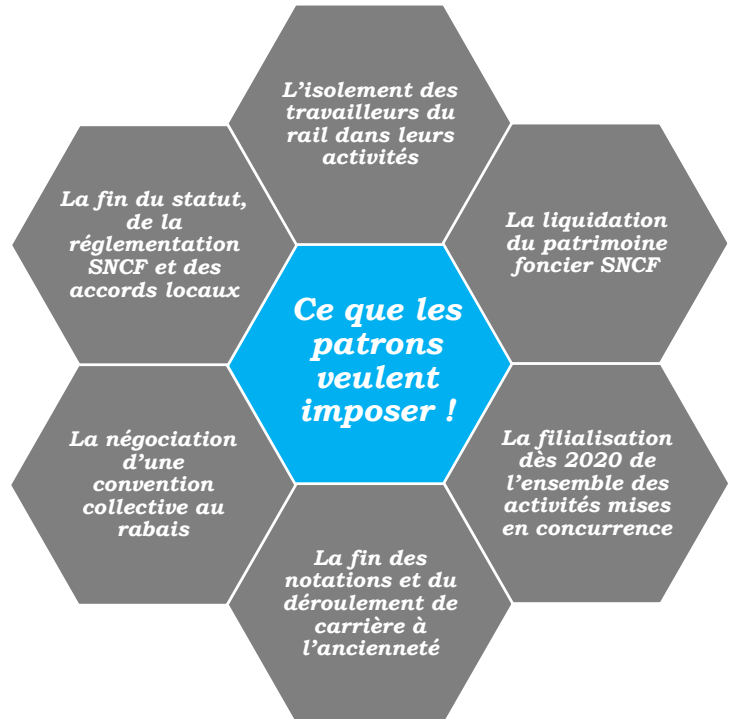 L'isolement des
travailleurs du
rail dans leurs
activités
La fin du statut,
de la
réglementation
SNCF et des
accords locaux
La liquidation
du patrimoine
foncier SNCF
Ce que les
patrons
veulent
imposer !
La négociation
d'une
convention
collective au
rabais
La filialisation
dès 2020 de
l'ensemble des
activités mises
en concurrence
La fin des
notations et du
déroulement de
carrière à
l'ancienneté